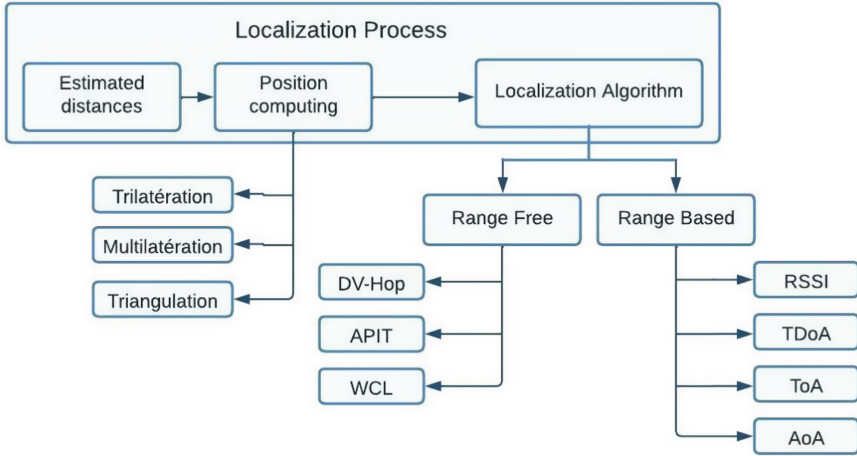 Localization Process
Estimated
distances
Position
computing
Localization Algorithm
Trilatération
Multilatération
Triangulation
Range Free
Range Based
DV-Hop
APIT
WCL
RSSI
TDoA
ToA
AoA